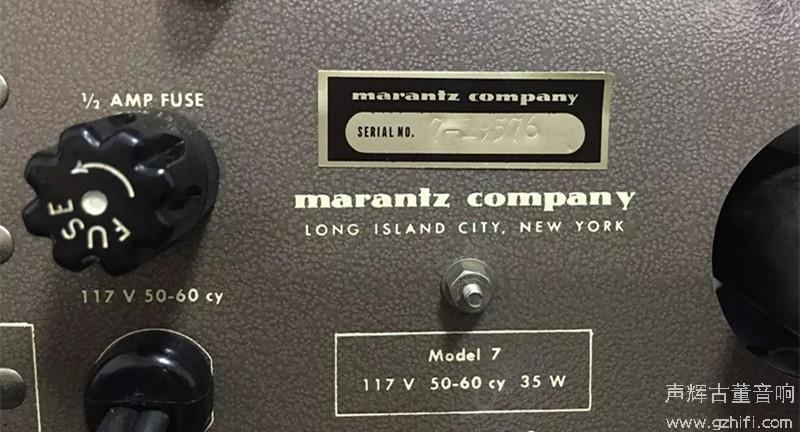 1/2 AMP FUSE
FUSE
117 V 50-60 cy
marantz company
SERIAL NO.
marantz company
LONG ISLAND CITY, NEW YORK
Model 7
117 V 50-60 cy 35 W
声辉古董音响
www.gzhifi.com